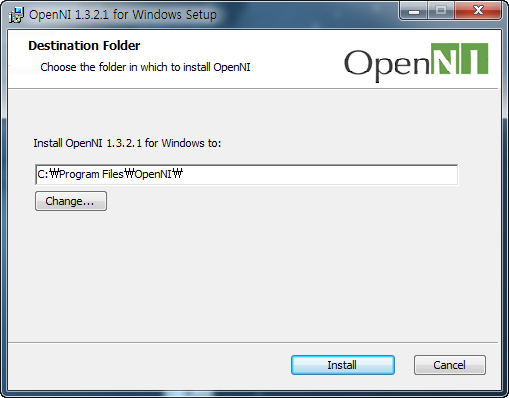 OpenNI 1.3.2.1 for Windows Setup
Destination Folder
Choose the folder in which to install OpenNI
OpenNI
Install OpenNI 1.3.2.1 for Windows to:
C:₩Program Files₩OpenNI₩
Change...
Install
Cancel